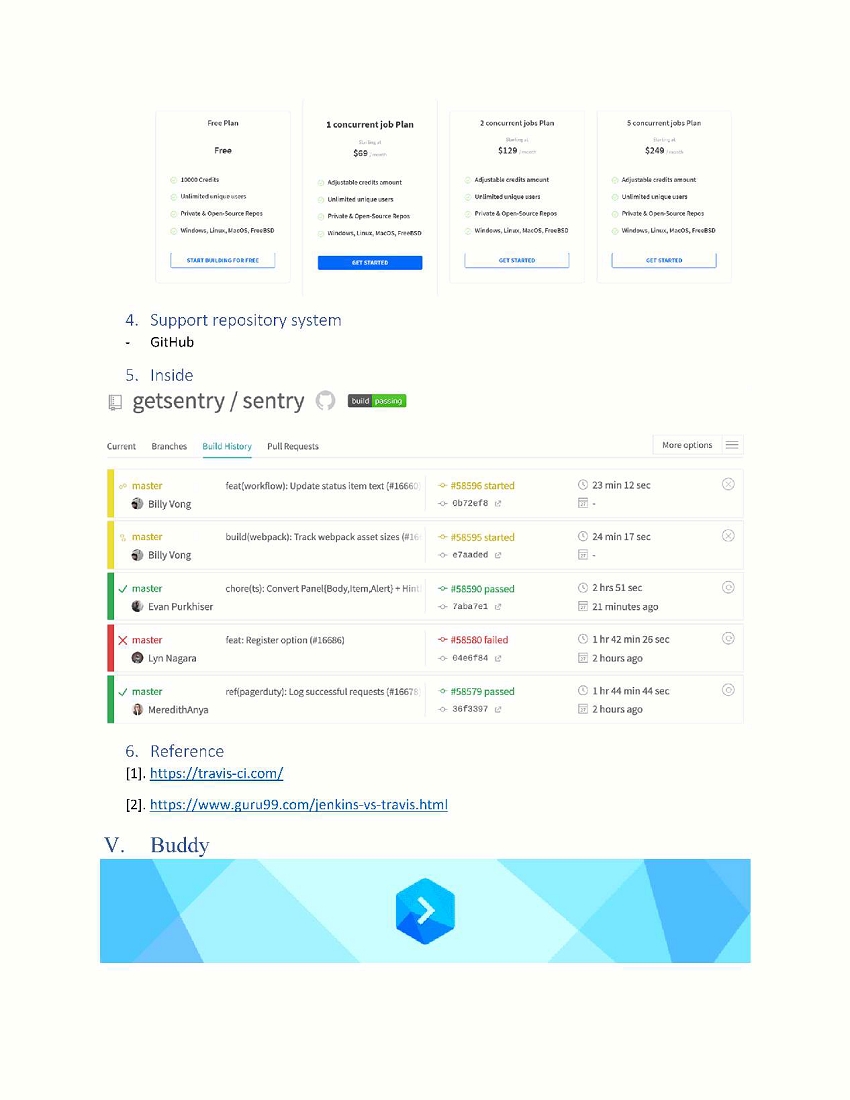 Free Plan
Free
10000 Credits
Unlimited unique users
Private & Open-Source Repos
Windows, Linux, MacOS, FreeBSD
START BUILDING FOR FREE
1 concurrent job Plan
Starting at
$69 /month
Adjustable credits amount
Unlimited unique users
Private & Open-Source Repos
Windows, Linux, MacOS, FreeBSD
GET STARTED
2 concurrent jobs Plan
Starting at
$129 /month
Adjustable credits amount
Unlimited unique users
Private & Open-Source Repos
Windows, Linux, MacOS, FreeBSD
GET STARTED
5 concurrent jobs Plan
Starting at
$249 /month
Adjustable credits amount
Unlimited unique users
Private & Open-Source Repos
Windows, Linux, MacOS, FreeBSD
GET STARTED
4. Support repository system
- GitHub
5. Inside
getsentry / sentry build passing
Current Branches Build History Pull Requests More options
master feat(workflow): Update status item text (#16660 #58596 started 23 min 12 sec
Billy Vong 0b72ef8 -
master build(webpack): Track webpack asset sizes (#16 #58595 started 24 min 17 sec
Billy Vong e7aaded -
master chore(ts): Convert Panel{Body,Item,Alert} + Hint #58590 passed 2 hrs 51 sec
Evan Purkhiser 7aba7e1 21 minutes ago
master feat: Register option (#16686) #58580 failed 1 hr 42 min 26 sec
Lyn Nagara 04e6f84 2 hours ago
master ref(pagerduty): Log successful requests (#16678 #58579 passed 1 hr 44 min 44 sec
MeredithAnya 36f3397 2 hours ago
6. Reference
[1]. https://travis-ci.com/
[2]. https://www.guru99.com/jenkins-vs-travis.html
V. Buddy